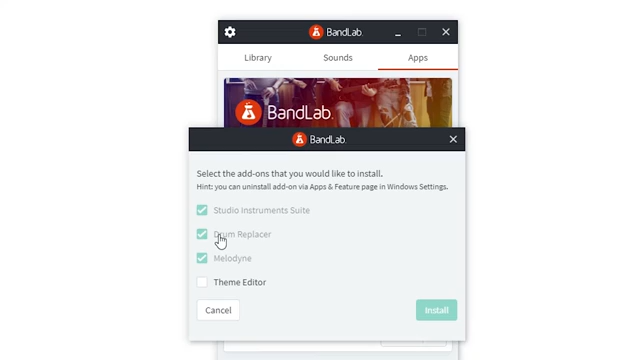 BandLab
Library
Sounds
Apps
BandLab
BandLab
Select the add-ons that you would like to install.
Hint: you can uninstall add-on via Apps & Feature page in Windows Settings.
Studio Instruments Suite
Drum Replacer
Melodyne
Theme Editor
Cancel
Install